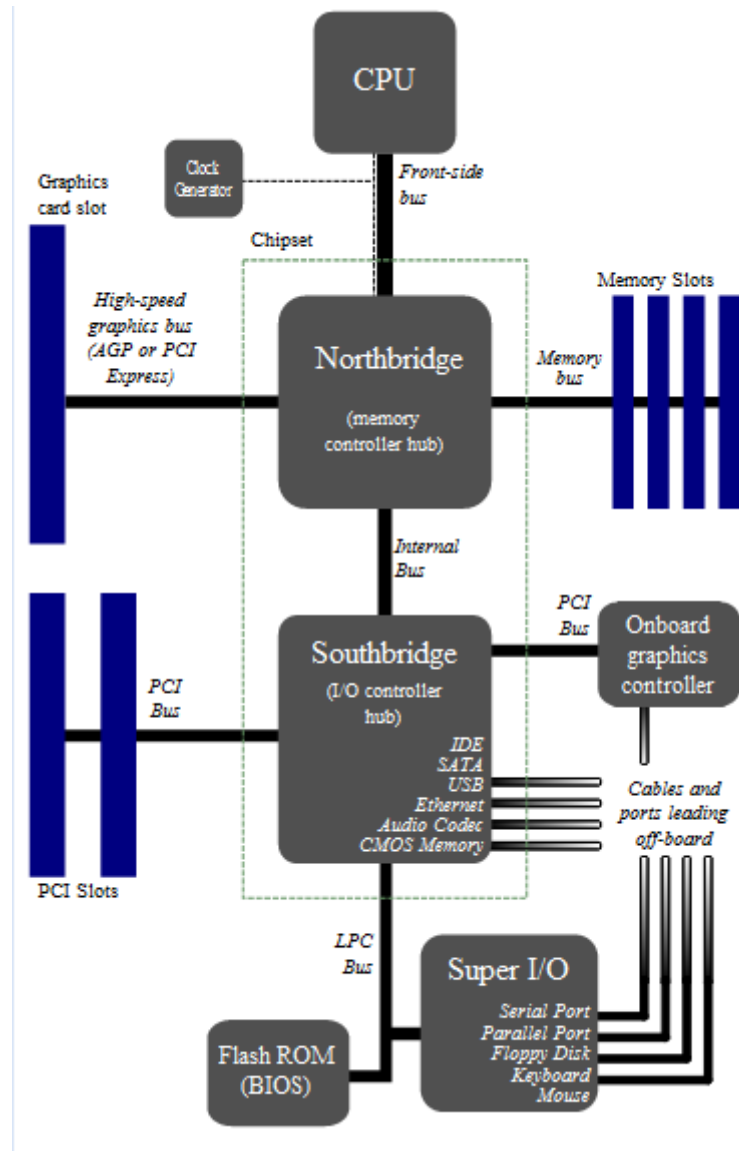 CPU
Clock
Generator
Front-side
bus
Graphics
card slot
Chipset
High-speed
graphics bus
(AGP or PCI
Express)
Northbridge
(memory
controller hub)
Memory
bus
Memory Slots
Internal
Bus
PCI
Bus
Onboard
graphics
controller
Southbridge
(I/O controller
hub)
PCI
Bus
IDE
SATA
USB
Ethernet
Audio Codec
CMOS Memory
Cables and
ports leading
off-board
PCI Slots
LPC
Bus
Super I/O
Serial Port
Parallel Port
Floppy Disk
Keyboard
Mouse
Flash ROM
(BIOS)